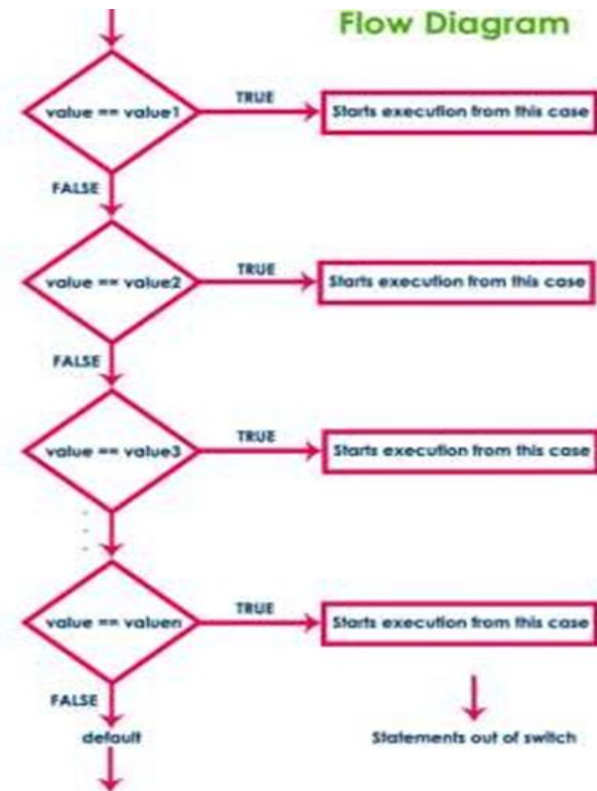 Flow Diagram
value == value1
TRUE
Starts execution from this case
FALSE
value == value2
TRUE
Starts execution from this case
FALSE
value == value3
TRUE
Starts execution from this case
value == valuen
TRUE
Starts execution from this case
FALSE
default
Statements out of switch